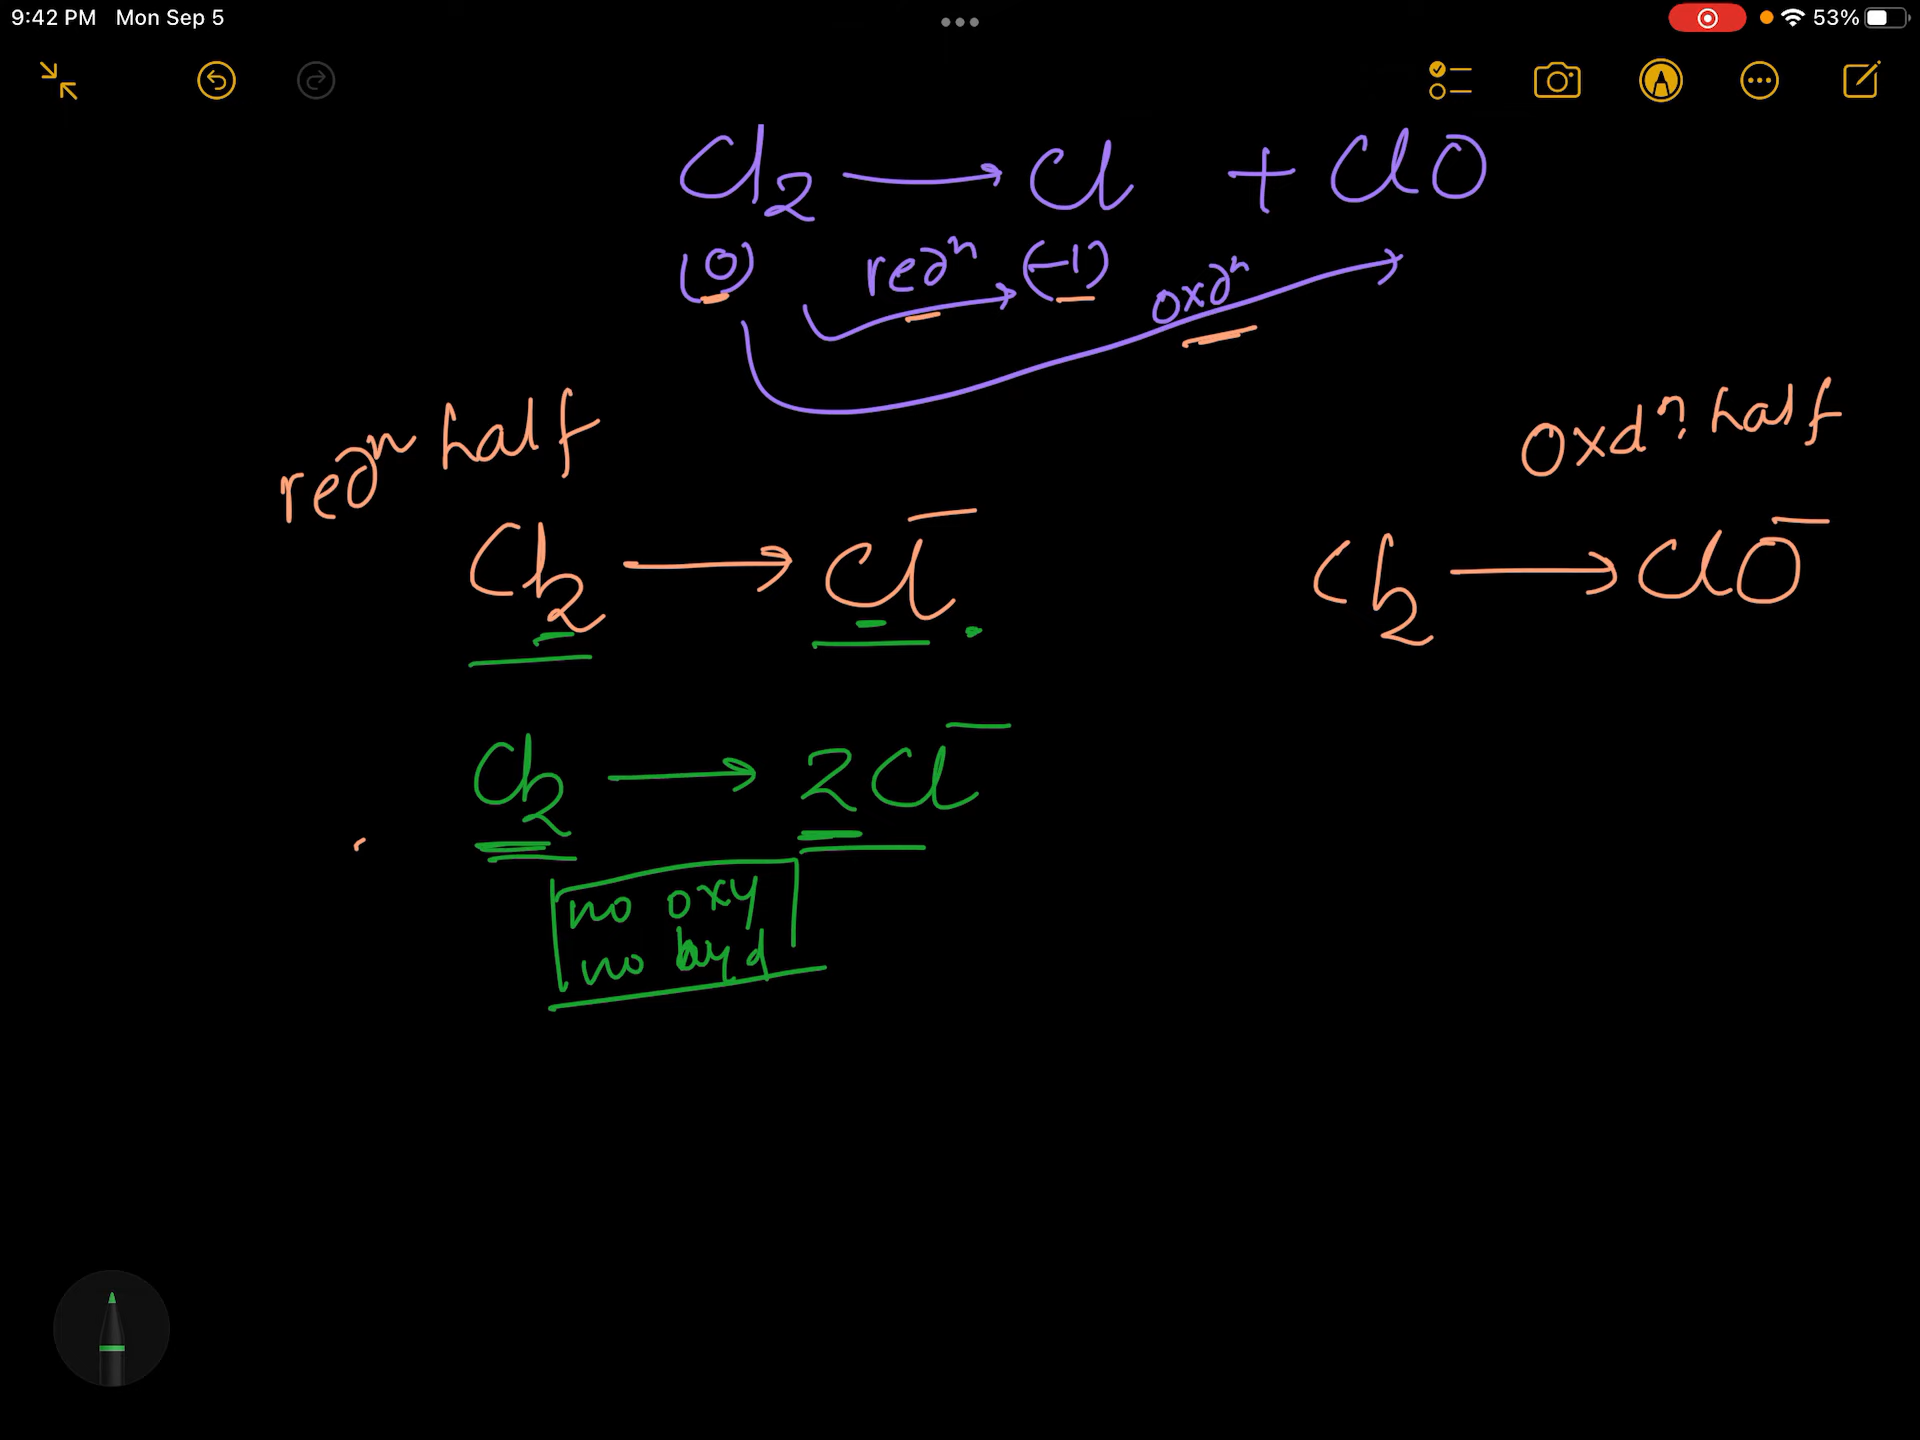 9:42 PM Mon Sep 5 53%
Cl₂ ⟶ Cl + ClO
(0) redⁿ (-1) oxdⁿ
redⁿ half
oxdⁿ half
Cl₂ ⟶ Cl⁻
Cl₂ ⟶ ClO⁻
Cl₂ ⟶ 2Cl⁻
no oxy
no hyd